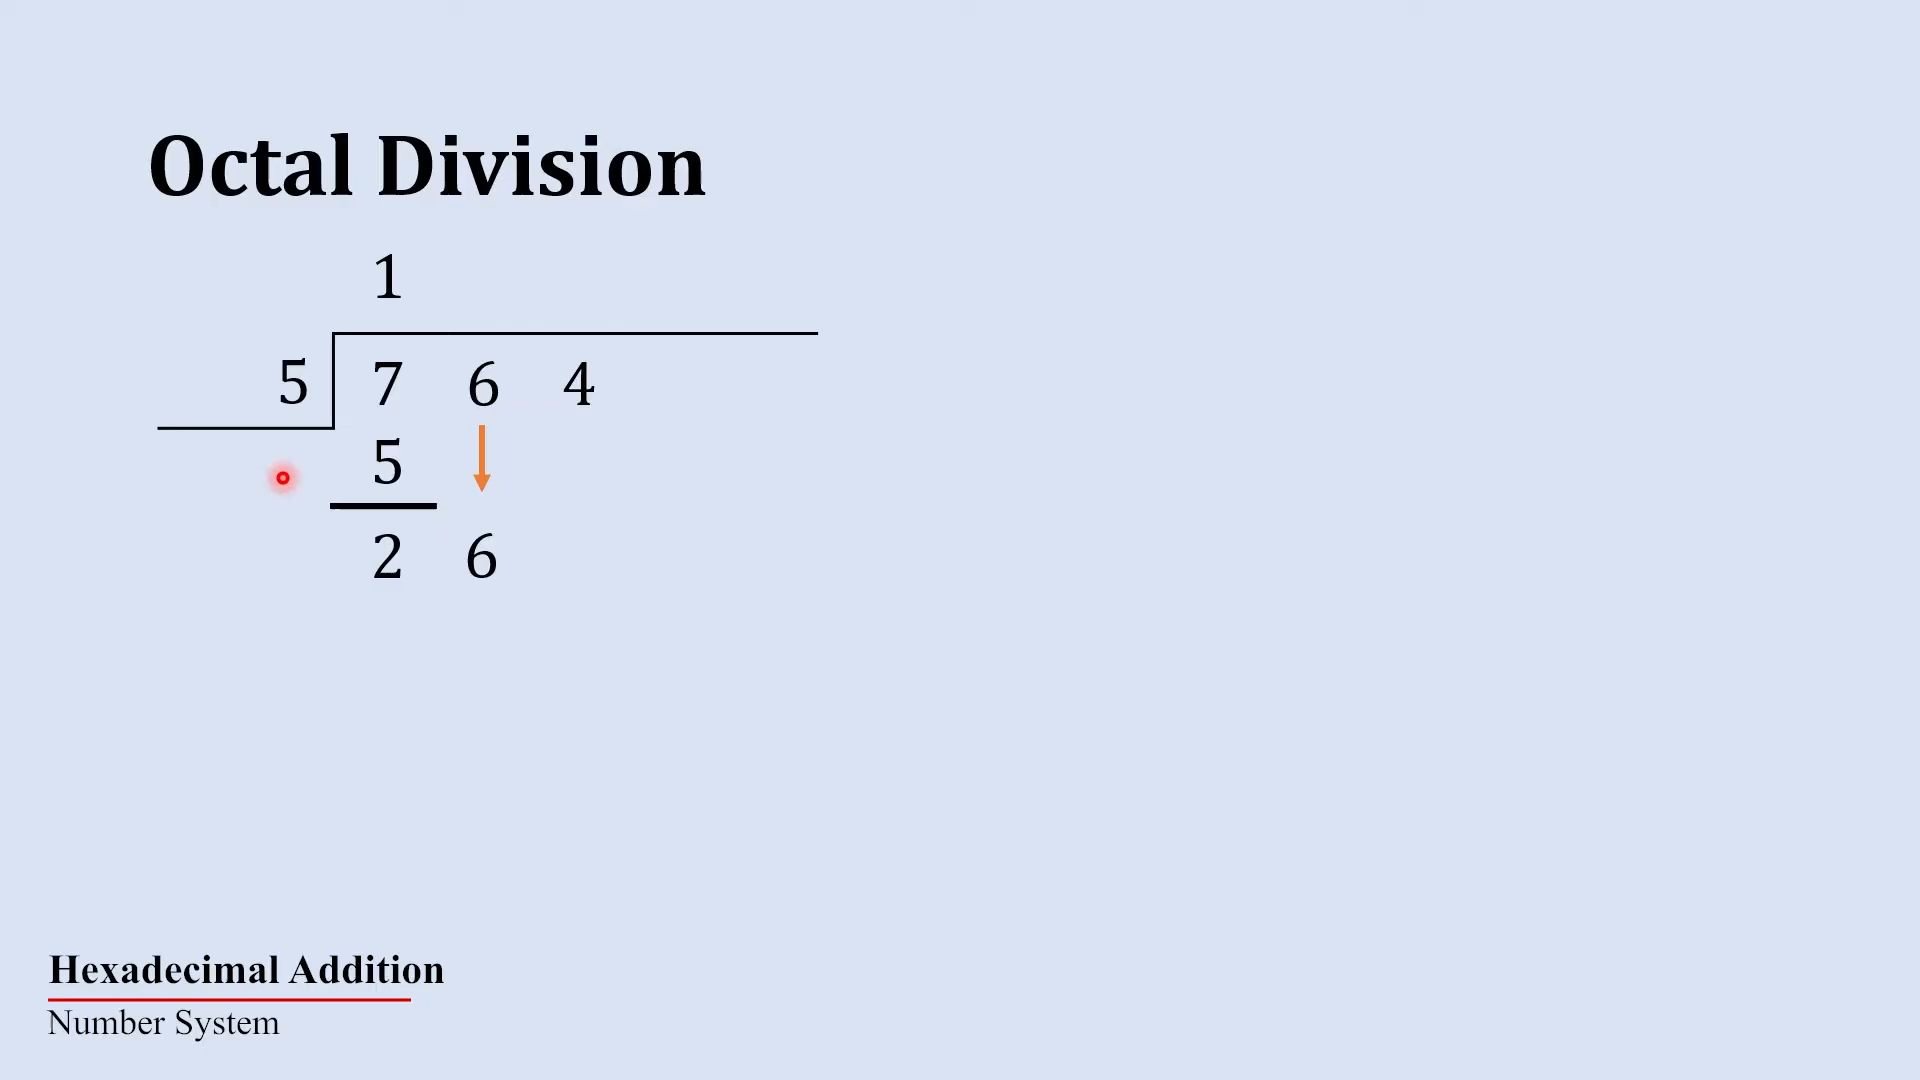 Octal Division
1
5 7 6 4
5
2 6
Hexadecimal Addition
Number System